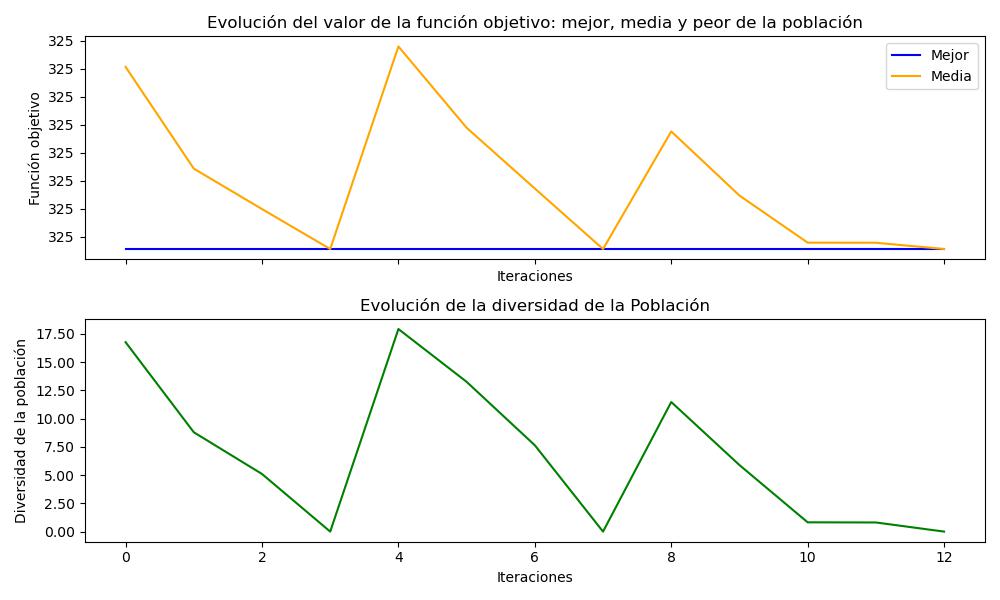 Evolución del valor de la función objetivo: mejor, media y peor de la población
325
325
325
325
325
325
325
325
Función objetivo
Mejor
Media
Iteraciones
Evolución de la diversidad de la Población
17.50
15.00
12.50
10.00
7.50
5.00
2.50
0.00
Diversidad de la población
0 2 4 6 8 10 12
Iteraciones